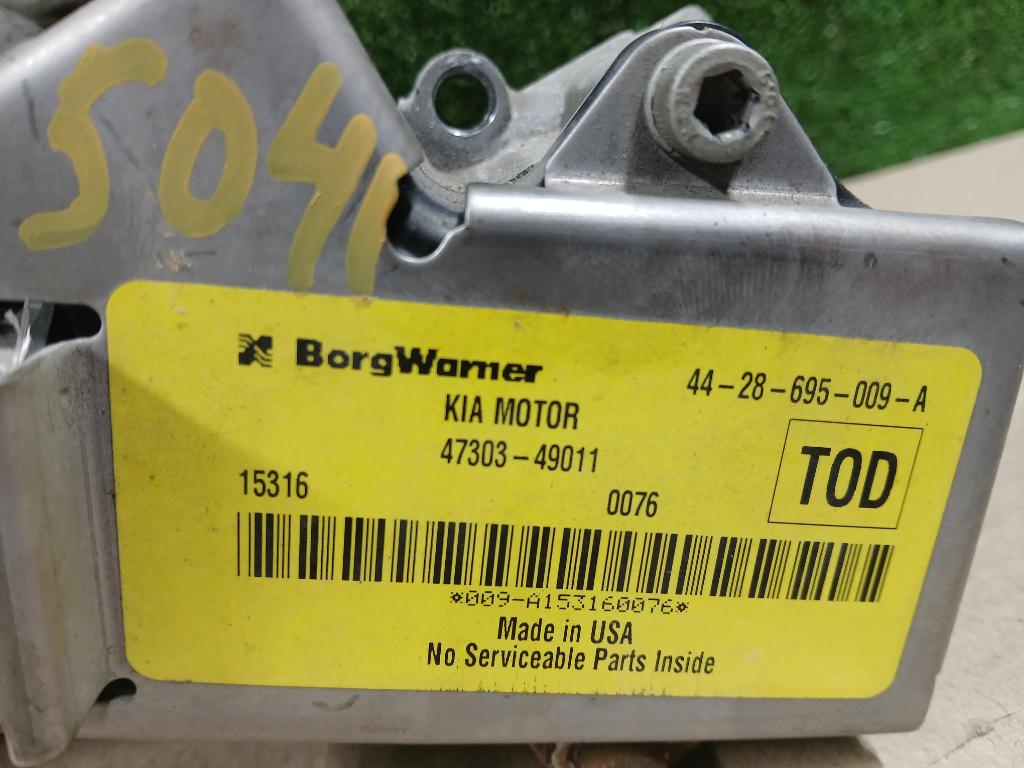 504
BorgWarner
44-28-695-009-A
KIA MOTOR
47303-49011
TOD
15316
0076
*009-A153160076*
Made in USA
No Serviceable Parts Inside